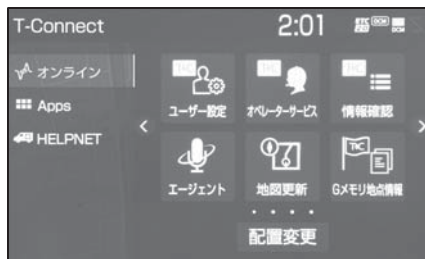 T-Connect
2:01
オンライン
Apps
HELPNET
ユーザー設定
オペレーターサービス
情報確認
エージェント
地図更新
Gメモリ地点情報
配置変更